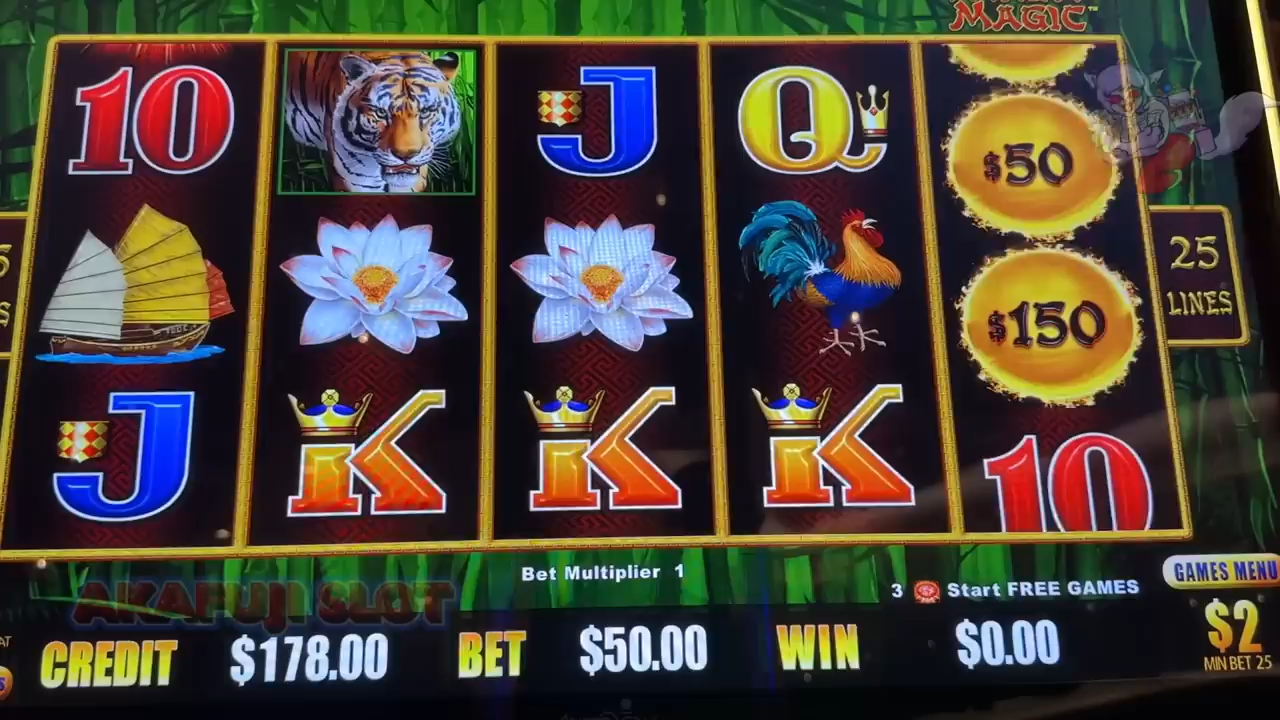 MAGIC™
10
J
Q
$50
$150
25
LINES
J
K
K
K
10
Bet Multiplier 1
3 Start FREE GAMES
GAMES MENU
AKAFUJI SLOT
CREDIT $178.00 BET $50.00 WIN $0.00
$2
MIN BET 25